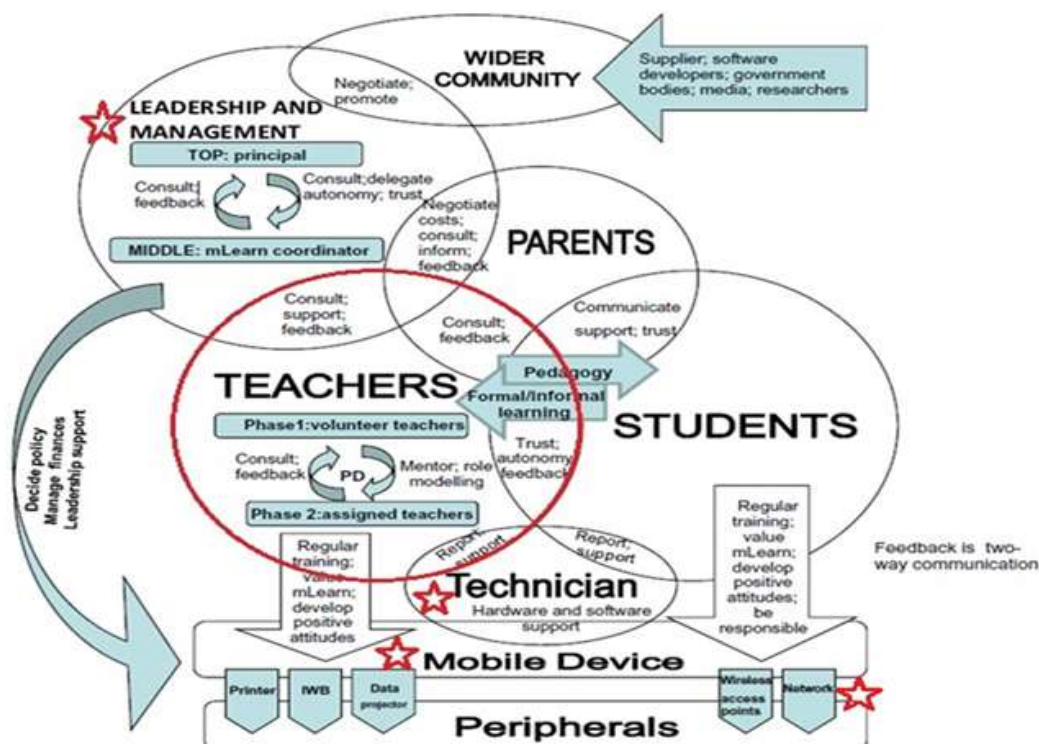 WIDER
COMMUNITY
Supplier; software
developers; government
bodies; media; researchers
Negotiate;
promote
LEADERSHIP AND
MANAGEMENT
TOP: principal
Consult;
feedback
Consult;delegate
autonomy; trust
MIDDLE: mLearn coordinator
Negotiate
costs;
consult;
inform;
feedback
PARENTS
Consult;
support;
feedback
Consult;
feedback
Communicate
support; trust
Pedagogy
Formal/Informal
learning
TEACHERS
Phase1:volunteer teachers
Consult;
feedback
PD
Mentor; role
modelling
Phase 2:assigned teachers
Trust;
autonomy
feedback
STUDENTS
Decide policy
Manage finances
Leadership support
Regular
training;
value
mLearn;
develop
positive
attitudes
Report;
support
Report;
support
Technician
Hardware and software
support
Regular
training;
value
mLearn;
develop
positive
attitudes;
be
responsible
Feedback is two-
way communication
Mobile Device
Printer
IWB
Data
projector
Wireless
access
points
Network
Peripherals